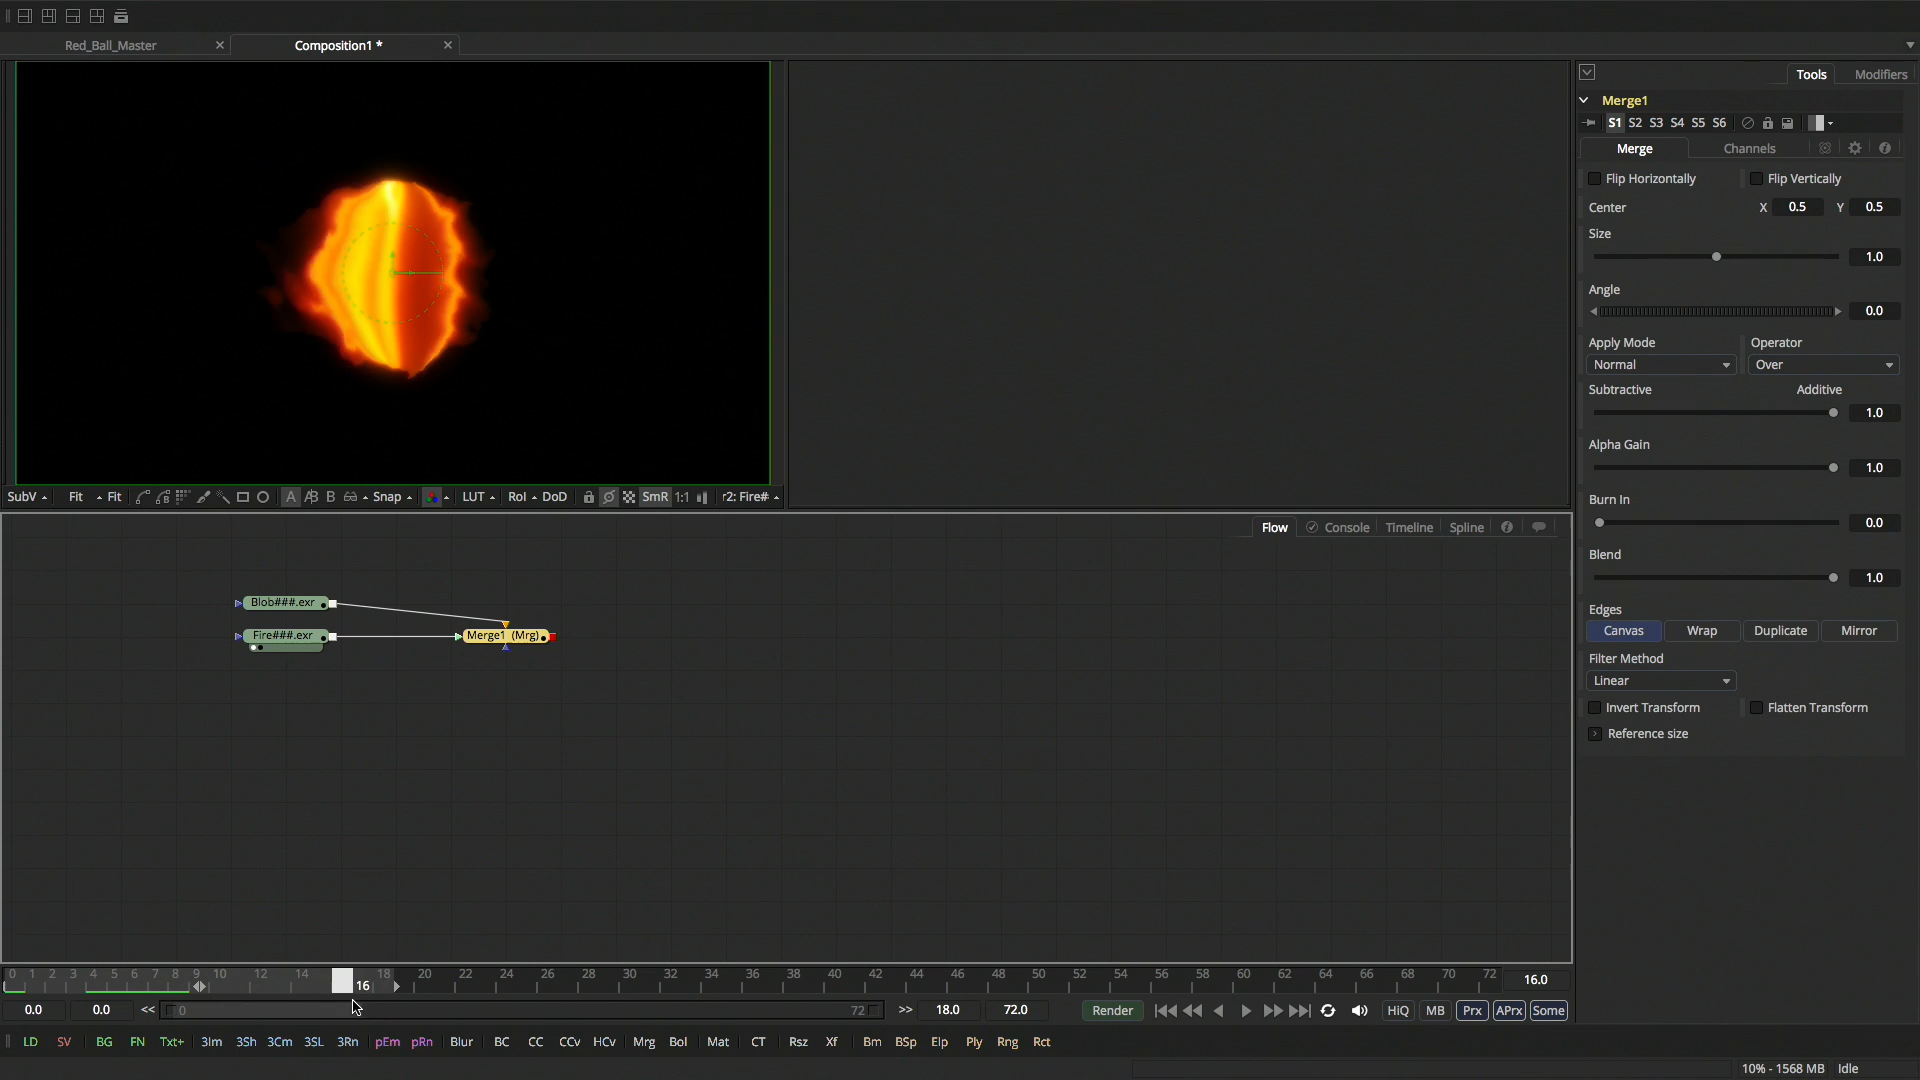 Red_Ball_Master
Composition1 *
Tools
Modifiers
Merge1
S1 S2 S3 S4 S5 S6
Merge
Channels
Flip Horizontally
Flip Vertically
Center
X 0.5 Y 0.5
Size
1.0
Angle
0.0
Apply Mode
Operator
Normal
Over
Subtractive
Additive
1.0
Alpha Gain
1.0
Burn In
0.0
Blend
1.0
Edges
Canvas Wrap Duplicate Mirror
Filter Method
Linear
Invert Transform
Flatten Transform
Reference size
SubV Fit Fit A B Snap LUT RoI DoD SmR 1:1 r2: Fire#
Flow Console Timeline Spline
Blob###.exr
Fire###.exr
Merge1 (Mrg)
0 1 2 3 4 5 6 7 8 9 10 12 14 18 20 22 24 26 28 30 32 34 36 38 40 42 44 46 48 50 52 54 56 58 60 62 64 66 68 70 72
16
16.0
0.0 0.0 << 0 72 >> 18.0 72.0 Render HiQ MB Prx APrx Some
LD SV BG FN Txt+ 3Im 3Sh 3Cm 3SL 3Rn pEm pRn Blur BC CC CCv HCv Mrg Bol Mat CT Rsz Xf Bm BSp Elp Ply Rng Rct
10% - 1568 MB Idle